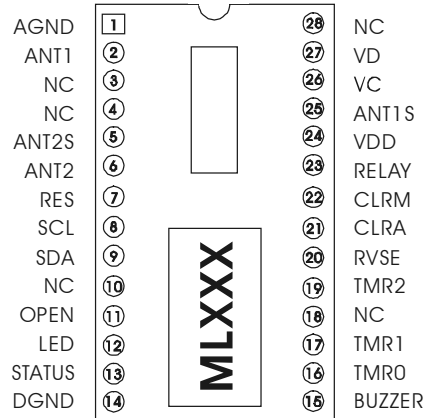 AGND 1 28 NC
ANT1 2 27 VD
NC 3 26 VC
NC 4 25 ANT1S
ANT2S 5 24 VDD
ANT2 6 23 RELAY
RES 7 22 CLRM
SCL 8 21 CLRA
SDA 9 20 RVSE
NC 10 19 TMR2
OPEN 11 18 NC
LED 12 17 TMR1
STATUS 13 16 TMR0
DGND 14 15 BUZZER
MLXXX